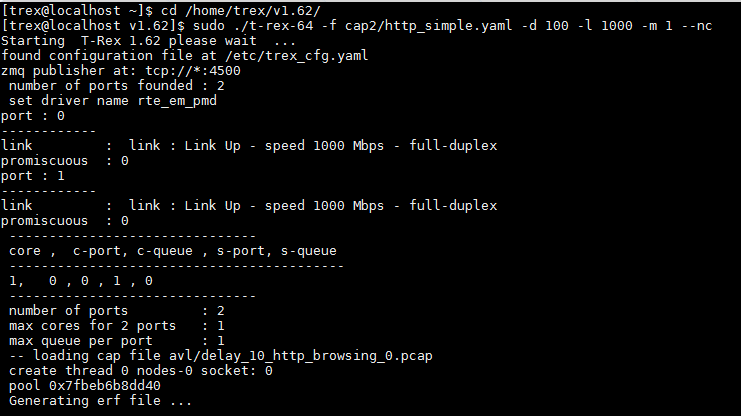 [trex@localhost ~]$ cd /home/trex/v1.62/
[trex@localhost v1.62]$ sudo ./t-rex-64 -f cap2/http_simple.yaml -d 100 -l 1000 -m 1 --nc
Starting  T-Rex 1.62 please wait  ...
found configuration file at /etc/trex_cfg.yaml
zmq publisher at: tcp://*:4500
 number of ports founded : 2
 set driver name rte_em_pmd
port : 0
------------
link         :  link : Link Up - speed 1000 Mbps - full-duplex
promiscuous  : 0
port : 1
------------
link         :  link : Link Up - speed 1000 Mbps - full-duplex
promiscuous  : 0
 -------------------------------
 core ,  c-port, c-queue , s-port, s-queue
 ------------------------------------------
 1,   0 , 0 , 1 , 0
 -------------------------------
 number of ports         : 2
 max cores for 2 ports   : 1
 max queue per port      : 1
 -- loading cap file avl/delay_10_http_browsing_0.pcap
 create thread 0 nodes-0 socket: 0
 pool 0x7fbeb6b8dd40
 Generating erf file ...